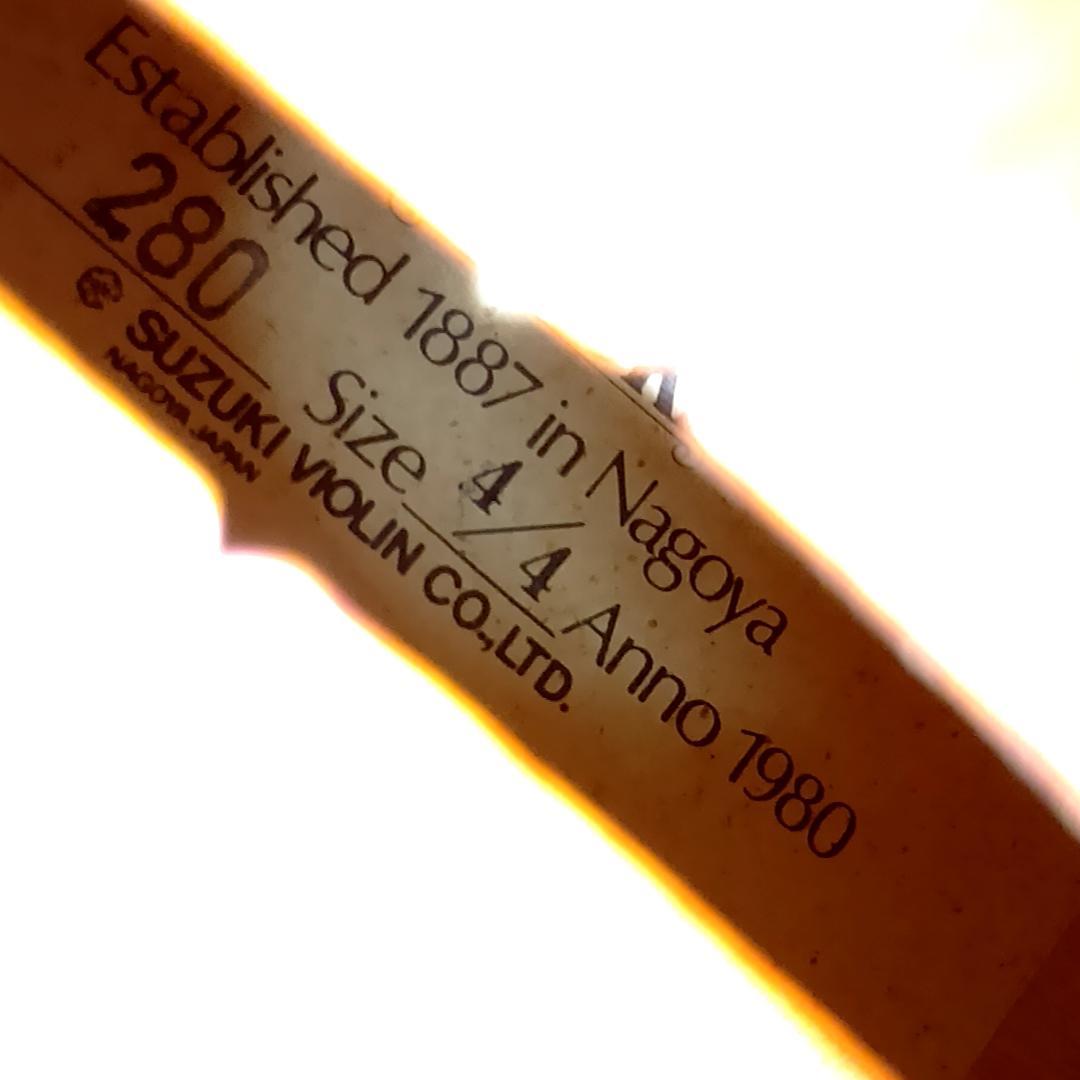 Established 1887 in Nagoya
280 Size 4/4 Anno 1980
SUZUKI VIOLIN CO.,LTD.
NAGOYA JAPAN